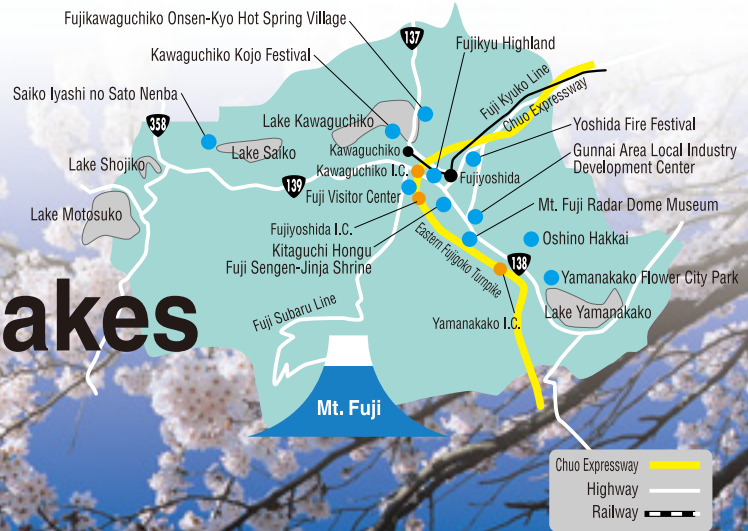 Fujikawaguchiko Onsen-Kyo Hot Spring Village
137
Kawaguchiko Kojo Festival
Fujikyu Highland
Saiko Iyashi no Sato Nenba
Fuji Kyuko Line
Chuo Expressway
Lake Kawaguchiko
358
Yoshida Fire Festival
Kawaguchiko
Gunnai Area Local Industry
Development Center
Lake Saiko
Lake Shojiko
Kawaguchiko I.C.
Fujiyoshida
139
Fuji Visitor Center
Mt. Fuji Radar Dome Museum
Lake Motosuko
Fujiyoshida I.C.
Kitaguchi Hongu
Fuji Sengen-Jinja Shrine
Eastern Fujigoko Turnpike
Oshino Hakkai
138
Yamanakako Flower City Park
akes
Fuji Subaru Line
Lake Yamanakako
Yamanakako I.C.
Mt. Fuji
Chuo Expressway
Highway
Railway